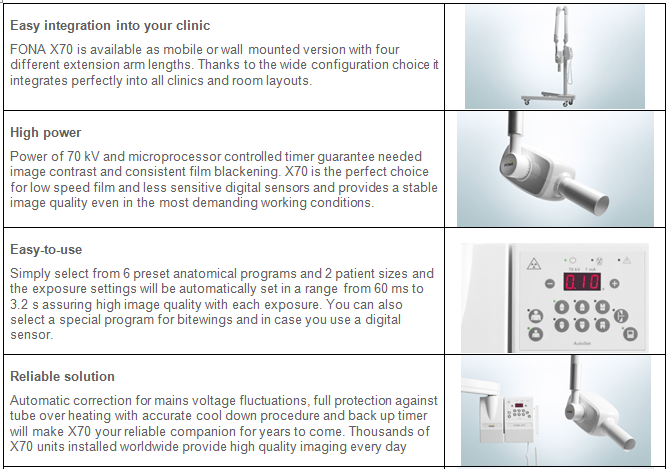 Easy integration into your clinic
FONA X70 is available as mobile or wall mounted version with four
different extension arm lengths. Thanks to the wide configuration choice it
integrates perfectly into all clinics and room layouts.
High power
Power of 70 kV and microprocessor controlled timer guarantee needed
image contrast and consistent film blackening. X70 is the perfect choice
for low speed film and less sensitive digital sensors and provides a stable
image quality even in the most demanding working conditions.
FONA
Easy-to-use
Simply select from 6 preset anatomical programs and 2 patient sizes and
the exposure settings will be automatically set in a range from 60 ms to
3.2 s assuring high image quality with each exposure. You can also
select a special program for bitewings and in case you use a digital
sensor.
70 kV 7 mA
0.10
AutoSet
Reliable solution
Automatic correction for mains voltage fluctuations, full protection against
tube over heating with accurate cool down procedure and back up timer
will make X70 your reliable companion for years to come. Thousands of
X70 units installed worldwide provide high quality imaging every day